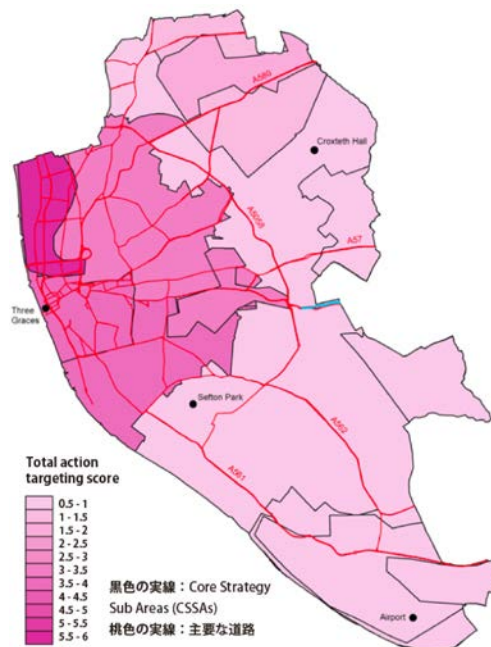 A580
Croxteth Hall
A5058
A57
Three
Graces
Sefton Park
A562
A561
Total action
targeting score
0.5 - 1
1 - 1.5
1.5 - 2
2 - 2.5
2.5 - 3
3 - 3.5
3.5 - 4
4 - 4.5
4.5 - 5
5 - 5.5
5.5 - 6
黒色の実線：Core Strategy
Sub Areas (CSSAs)
桃色の実線：主要な道路
Airport